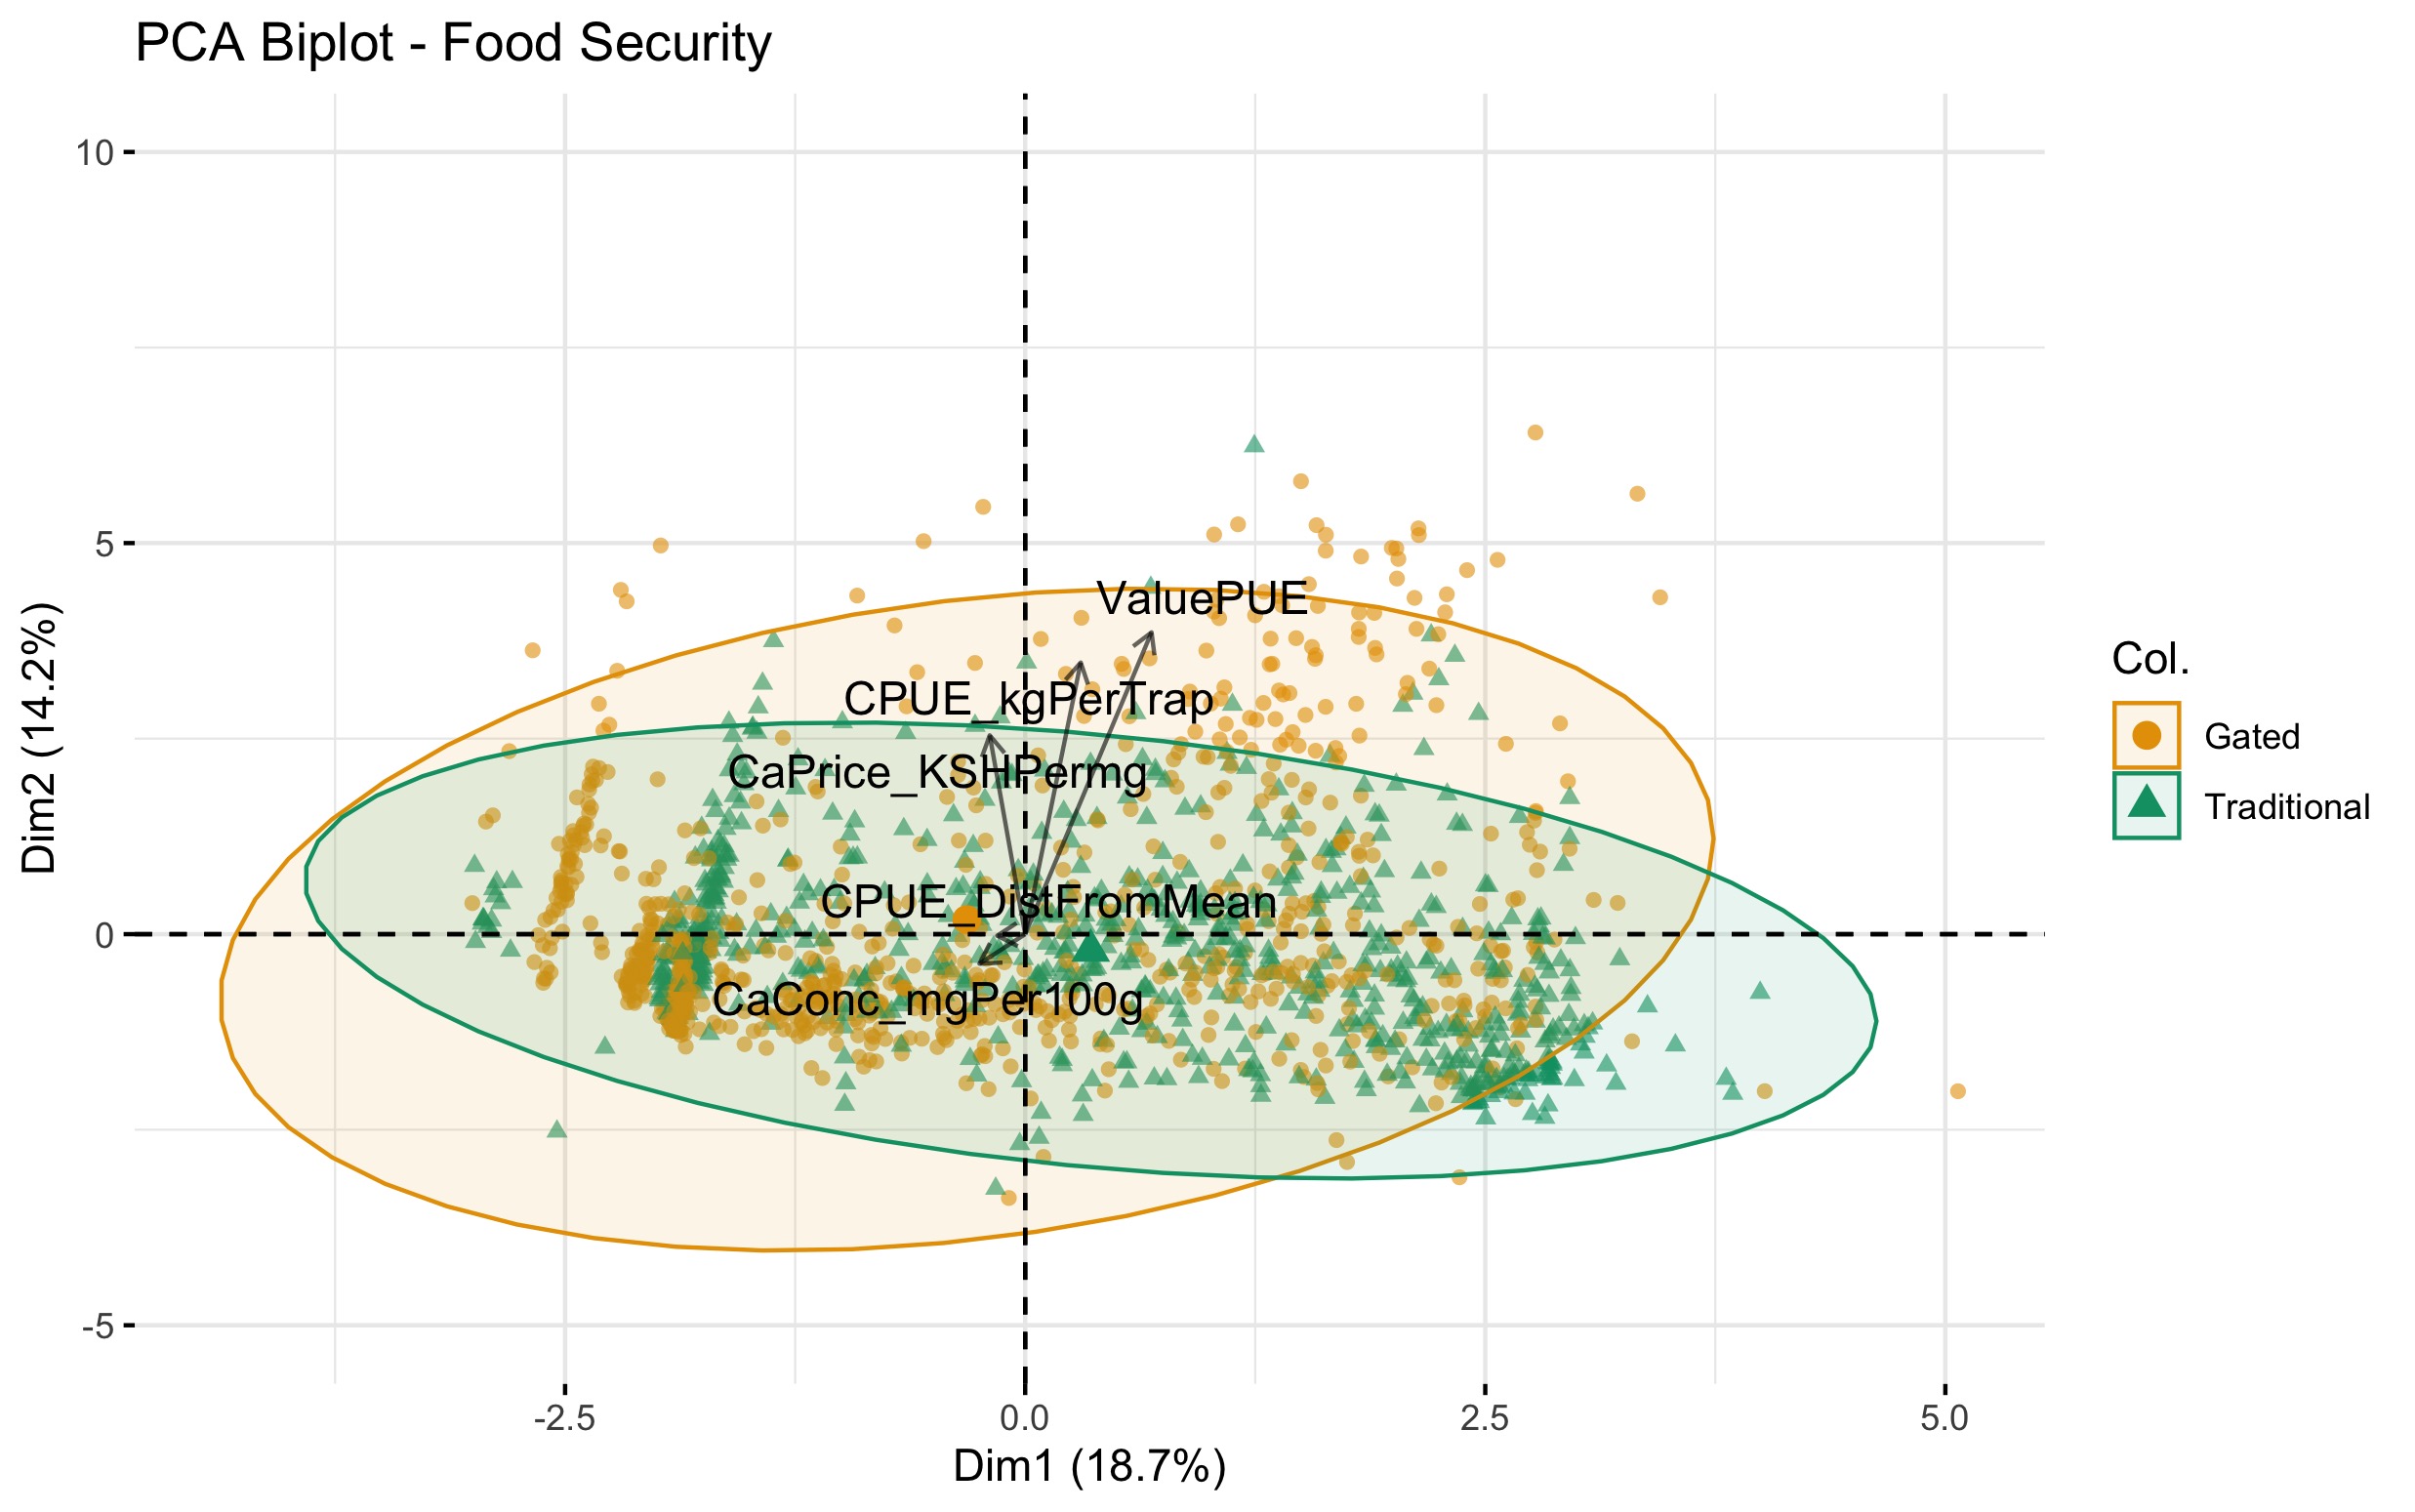 PCA Biplot - Food Security
10
5
0
-5
Dim2 (14.2%)
ValuePUE
CPUE_kgPerTrap
CaPrice_KSHPermg
CPUE_DistFromMean
CaConc_mgPer100g
-2.5
0.0
2.5
5.0
Dim1 (18.7%)
Col.
Gated
Traditional